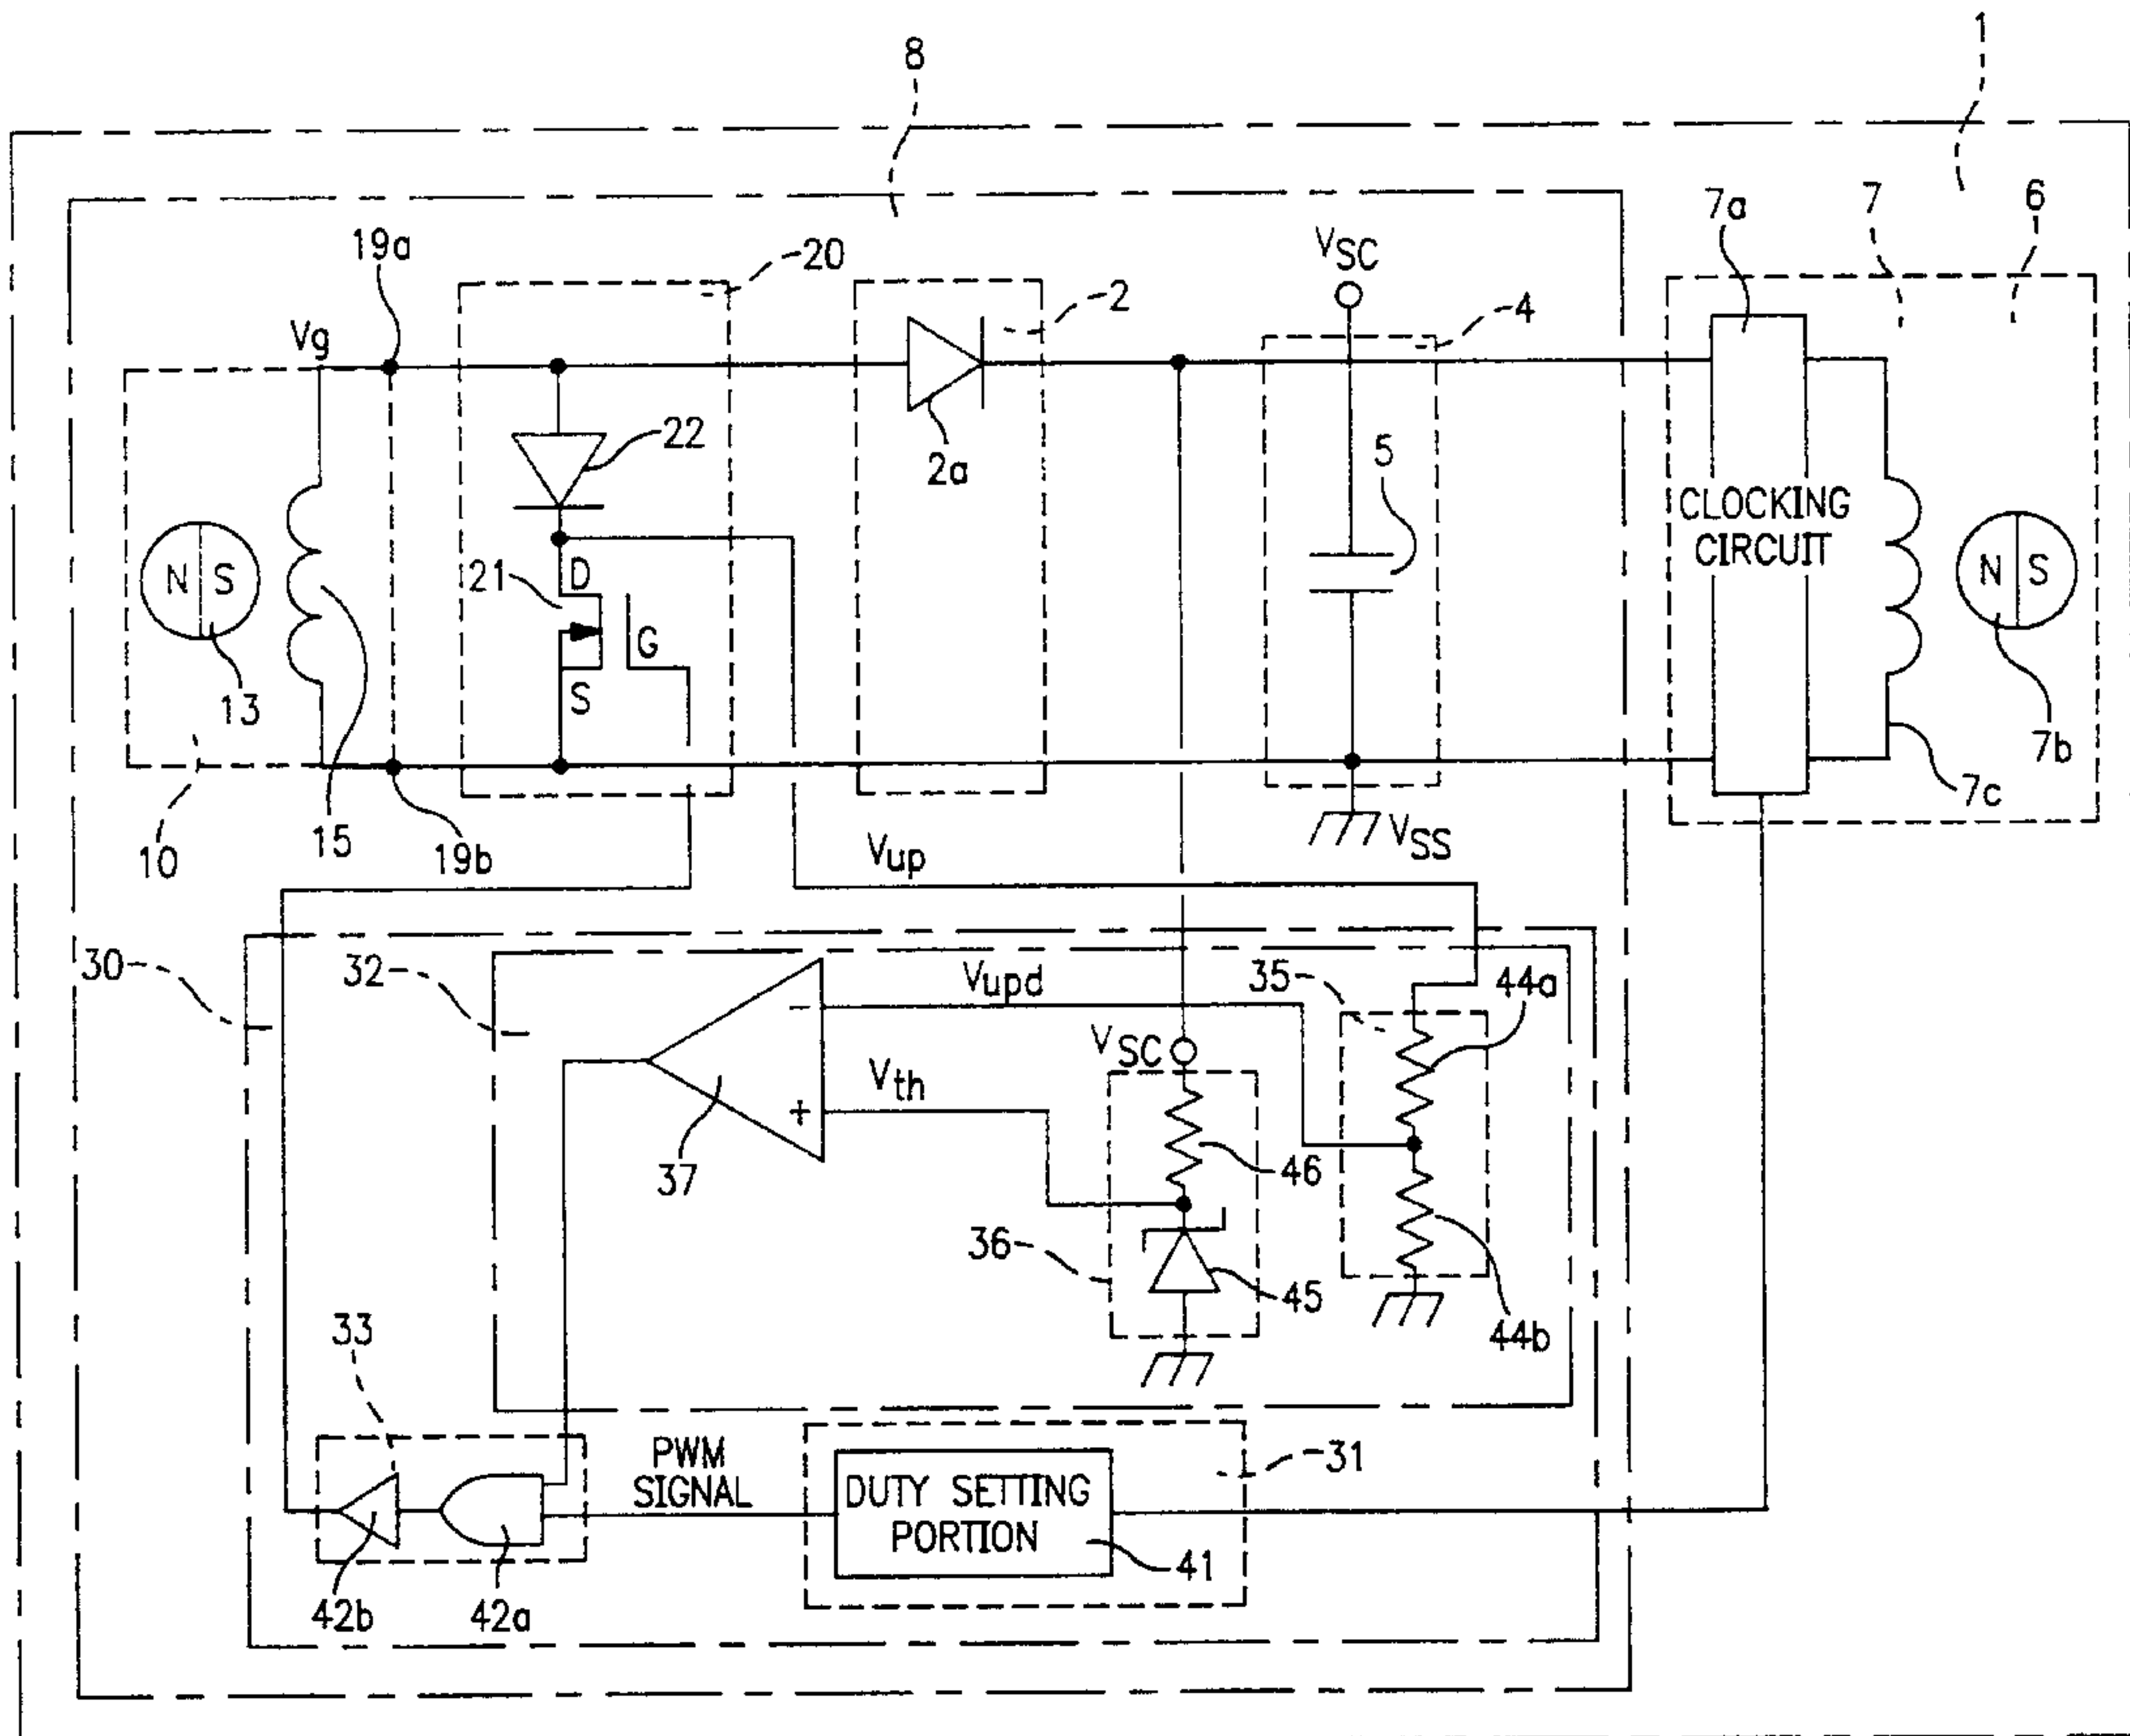 1
8
7a
7
6
19a
20
VSC
2
4
Vg
22
2a
5
CLOCKING
CIRCUIT
N S
21
D
G
S
N S
13
7b
7c
10
15
19b
Vup
VSS
30
32
Vupd
35
44a
VSC
Vth
−
+
37
46
36
45
44b
33
PWM
SIGNAL
DUTY SETTING
PORTION
31
41
42b
42a